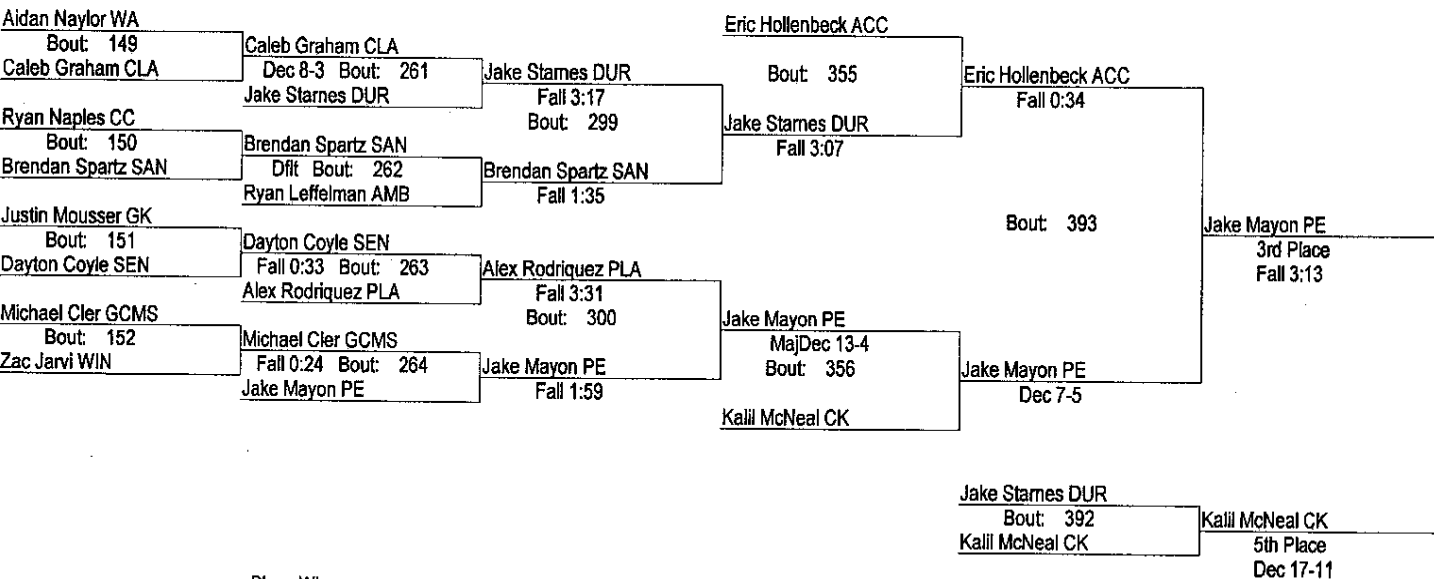 Aidan Naylor WA
Bout: 149
Caleb Graham CLA
Ryan Naples CC
Bout: 150
Brendan Spartz SAN
Justin Mousser GK
Bout: 151
Dayton Coyle SEN
Michael Cler GCMS
Bout: 152
Zac Jarvi WIN
Caleb Graham CLA
Dec 8-3 Bout: 261
Jake Starnes DUR
Brendan Spartz SAN
Dflt Bout: 262
Ryan Leffelman AMB
Dayton Coyle SEN
Fall 0:33 Bout: 263
Alex Rodriquez PLA
Michael Cler GCMS
Fall 0:24 Bout: 264
Jake Mayon PE
Jake Starnes DUR
Fall 3:17
Bout: 299
Brendan Spartz SAN
Fall 1:35
Alex Rodriquez PLA
Fall 3:31
Bout: 300
Jake Mayon PE
Fall 1:59
Eric Hollenbeck ACC
Bout: 355
Jake Starnes DUR
Fall 3:07
Jake Mayon PE
MajDec 13-4
Bout: 356
Kalil McNeal CK
Eric Hollenbeck ACC
Fall 0:34
Bout: 393
Jake Mayon PE
Dec 7-5
Jake Mayon PE
3rd Place
Fall 3:13
Jake Starnes DUR
Bout: 392
Kalil McNeal CK
Kalil McNeal CK
5th Place
Dec 17-11